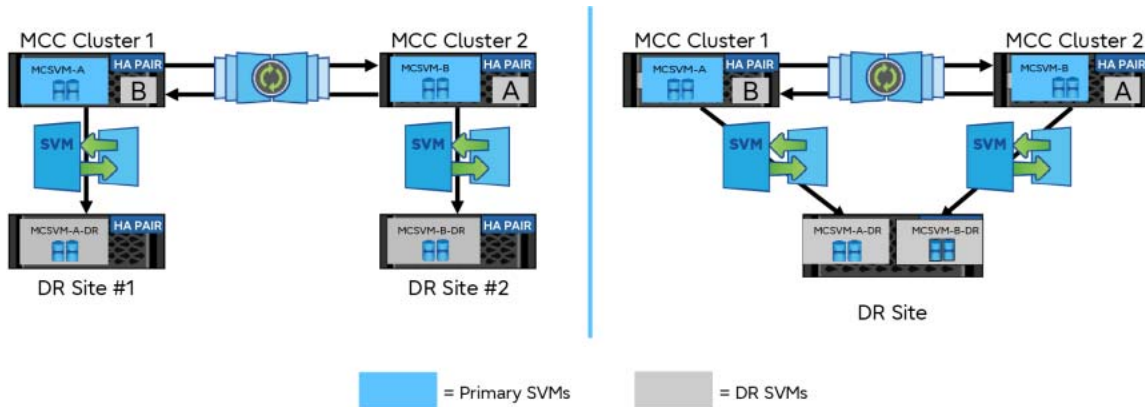 MCC Cluster 1
MCC Cluster 2
MCSVM-A
HA PAIR
B
MCSVM-B
HA PAIR
A
SVM
SVM
MCSVM-A-DR
HA PAIR
MCSVM-B-DR
HA PAIR
DR Site #1
DR Site #2
MCC Cluster 1
MCC Cluster 2
MCSVM-A
HA PAIR
B
MCSVM-B
HA PAIR
A
SVM
SVM
MCSVM-A-DR
MCSVM-B-DR
DR Site
= Primary SVMs
= DR SVMs